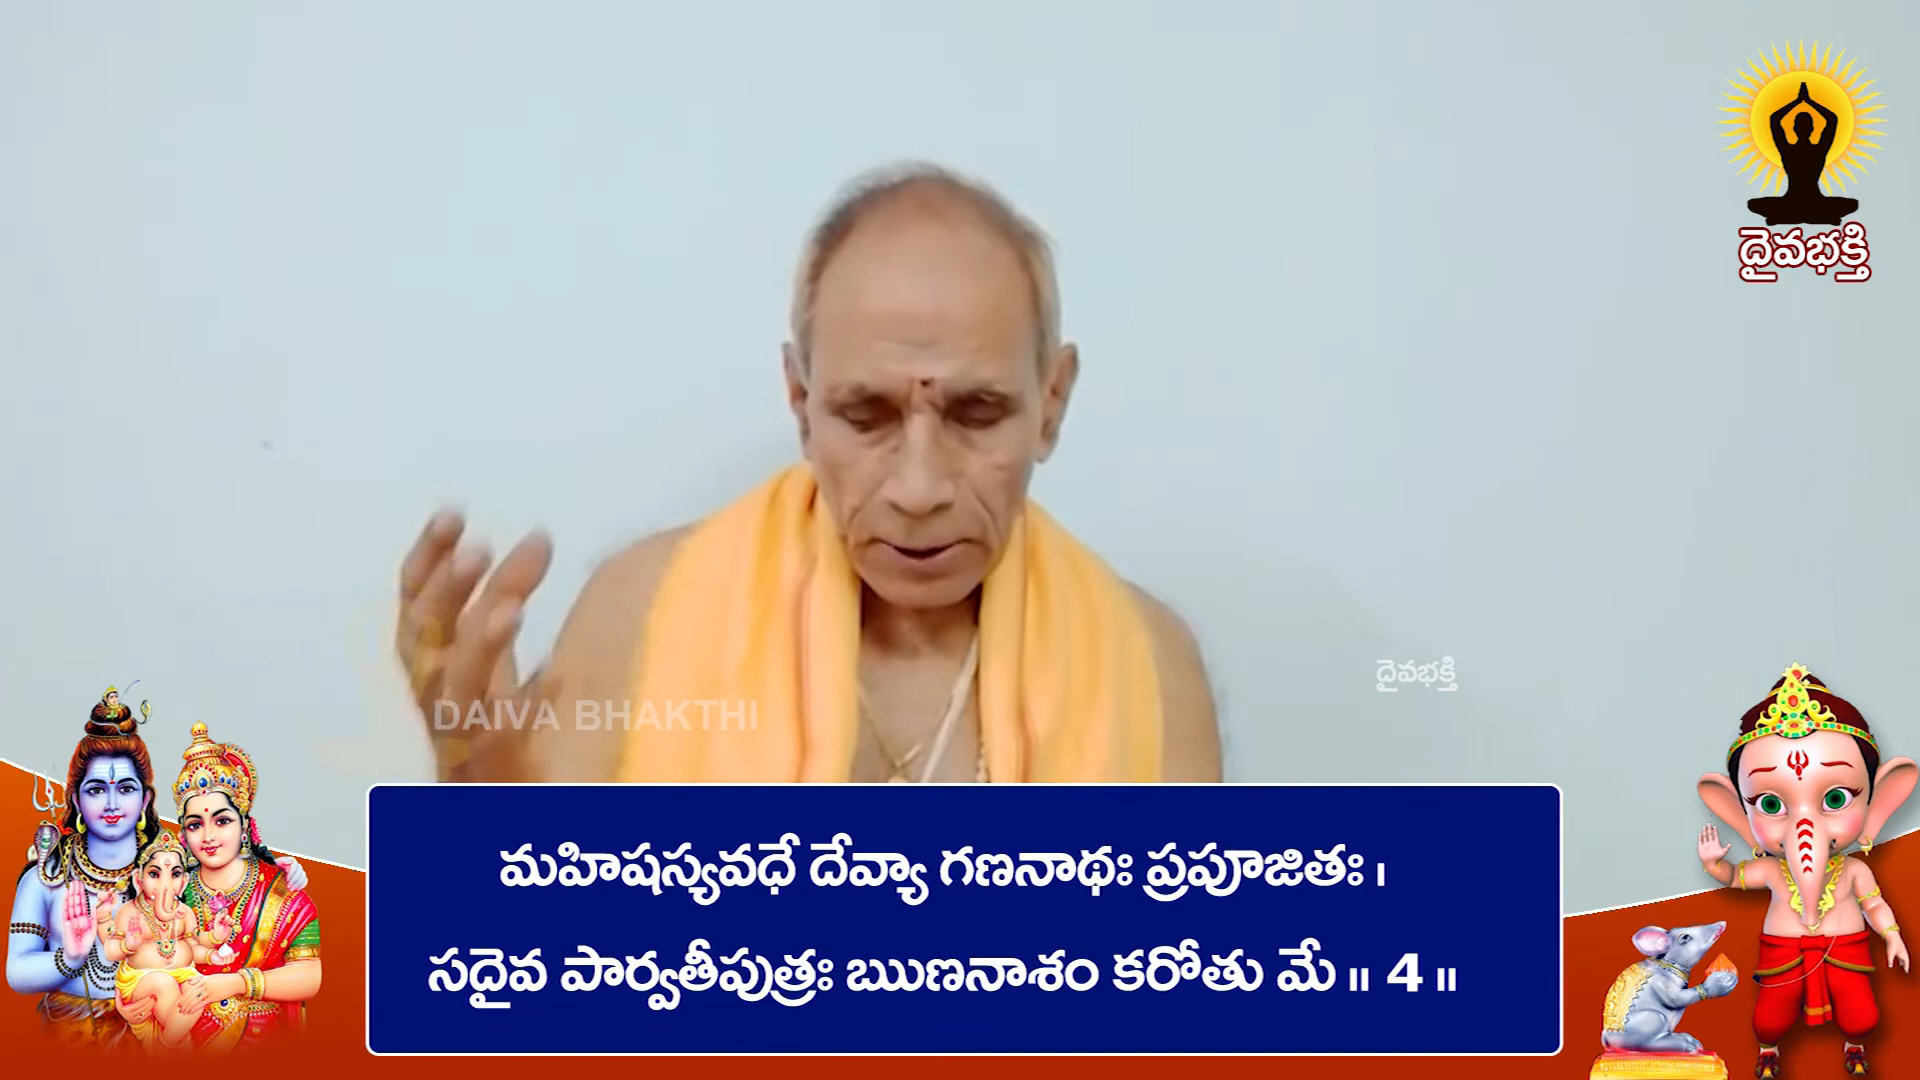 దైవభక్తి
దైవభక్తి
DAIVA BHAKTHI
మహిషస్యవధే దేవ్యా గణనాథః ప్రపూజితః ।
సదైవ పార్వతీపుత్రః ఋణనాశం కరోతు మే ॥ 4 ॥